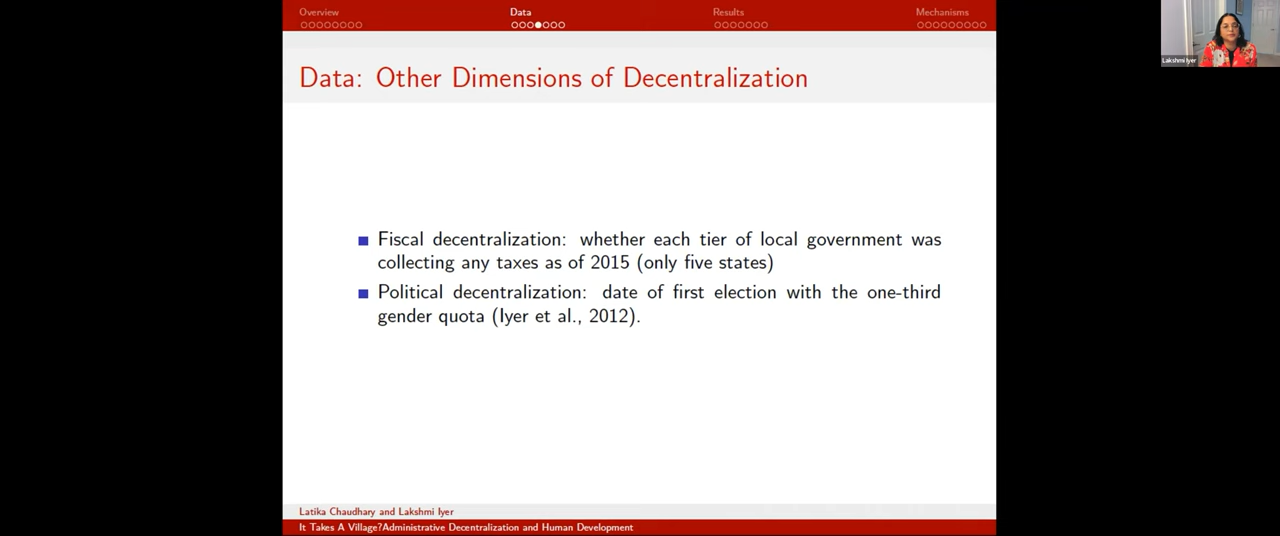 Overview
Data
Results
Mechanisms
Lakshmi Iyer
Data: Other Dimensions of Decentralization
Fiscal decentralization: whether each tier of local government was
collecting any taxes as of 2015 (only five states)
Political decentralization: date of first election with the one-third
gender quota (Iyer et al., 2012).
Latika Chaudhary and Lakshmi Iyer
It Takes A Village?Administrative Decentralization and Human Development